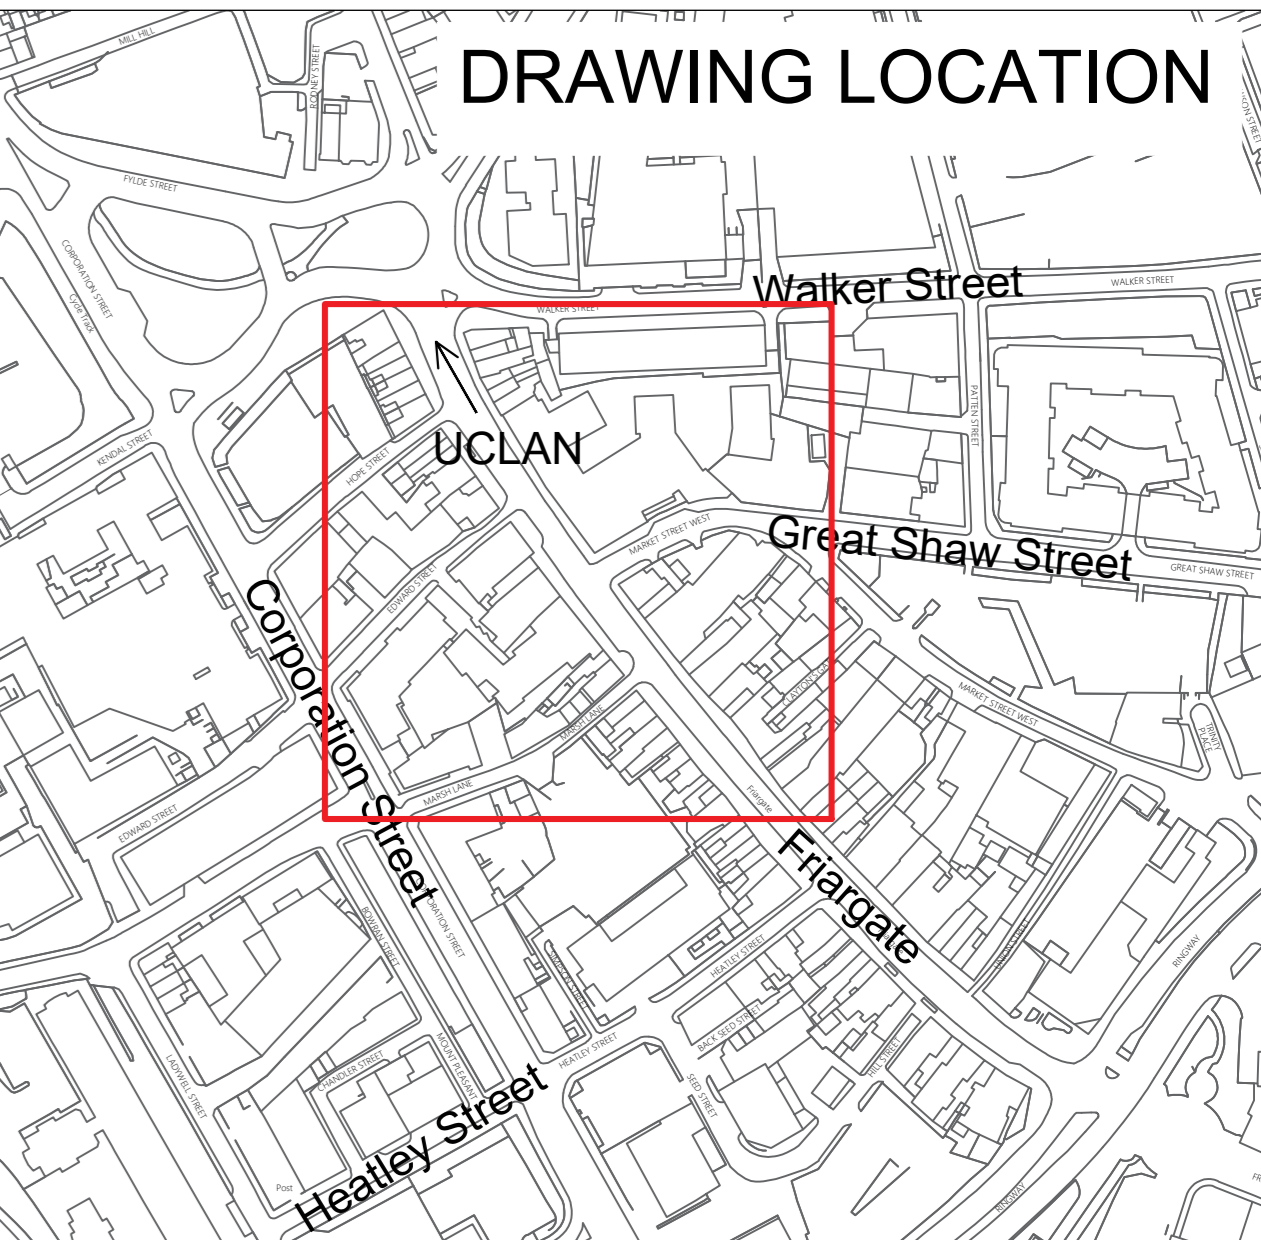 DRAWING LOCATION
MILL HILL
RODNEY STREET
FYLDE STREET
CORPORATION STREET
Cycle Track
Walker Street
WALKER STREET
WALKER STREET
UCLAN
KENDAL STREET
HOPE STREET
PATTEN STREET
MARKET STREET WEST
Great Shaw Street
GREAT SHAW STREET
EDWARD STREET
Corporation Street
MARSH LANE
MARSH LANE
MARKET STREET WEST
TRINITY
PLACE
Friargate
Friargate
EDWARD STREET
BOWRAN STREET
HEATLEY STREET
RINGWAY
SIMPSON STREET
BACK SEED STREET
HEATLEY STREET
HILL STREET
LADYWELL STREET
CHANDLER STREET
MOUNT PLEASANT
SEED STREET
Heatley Street
Post
RINGWAY